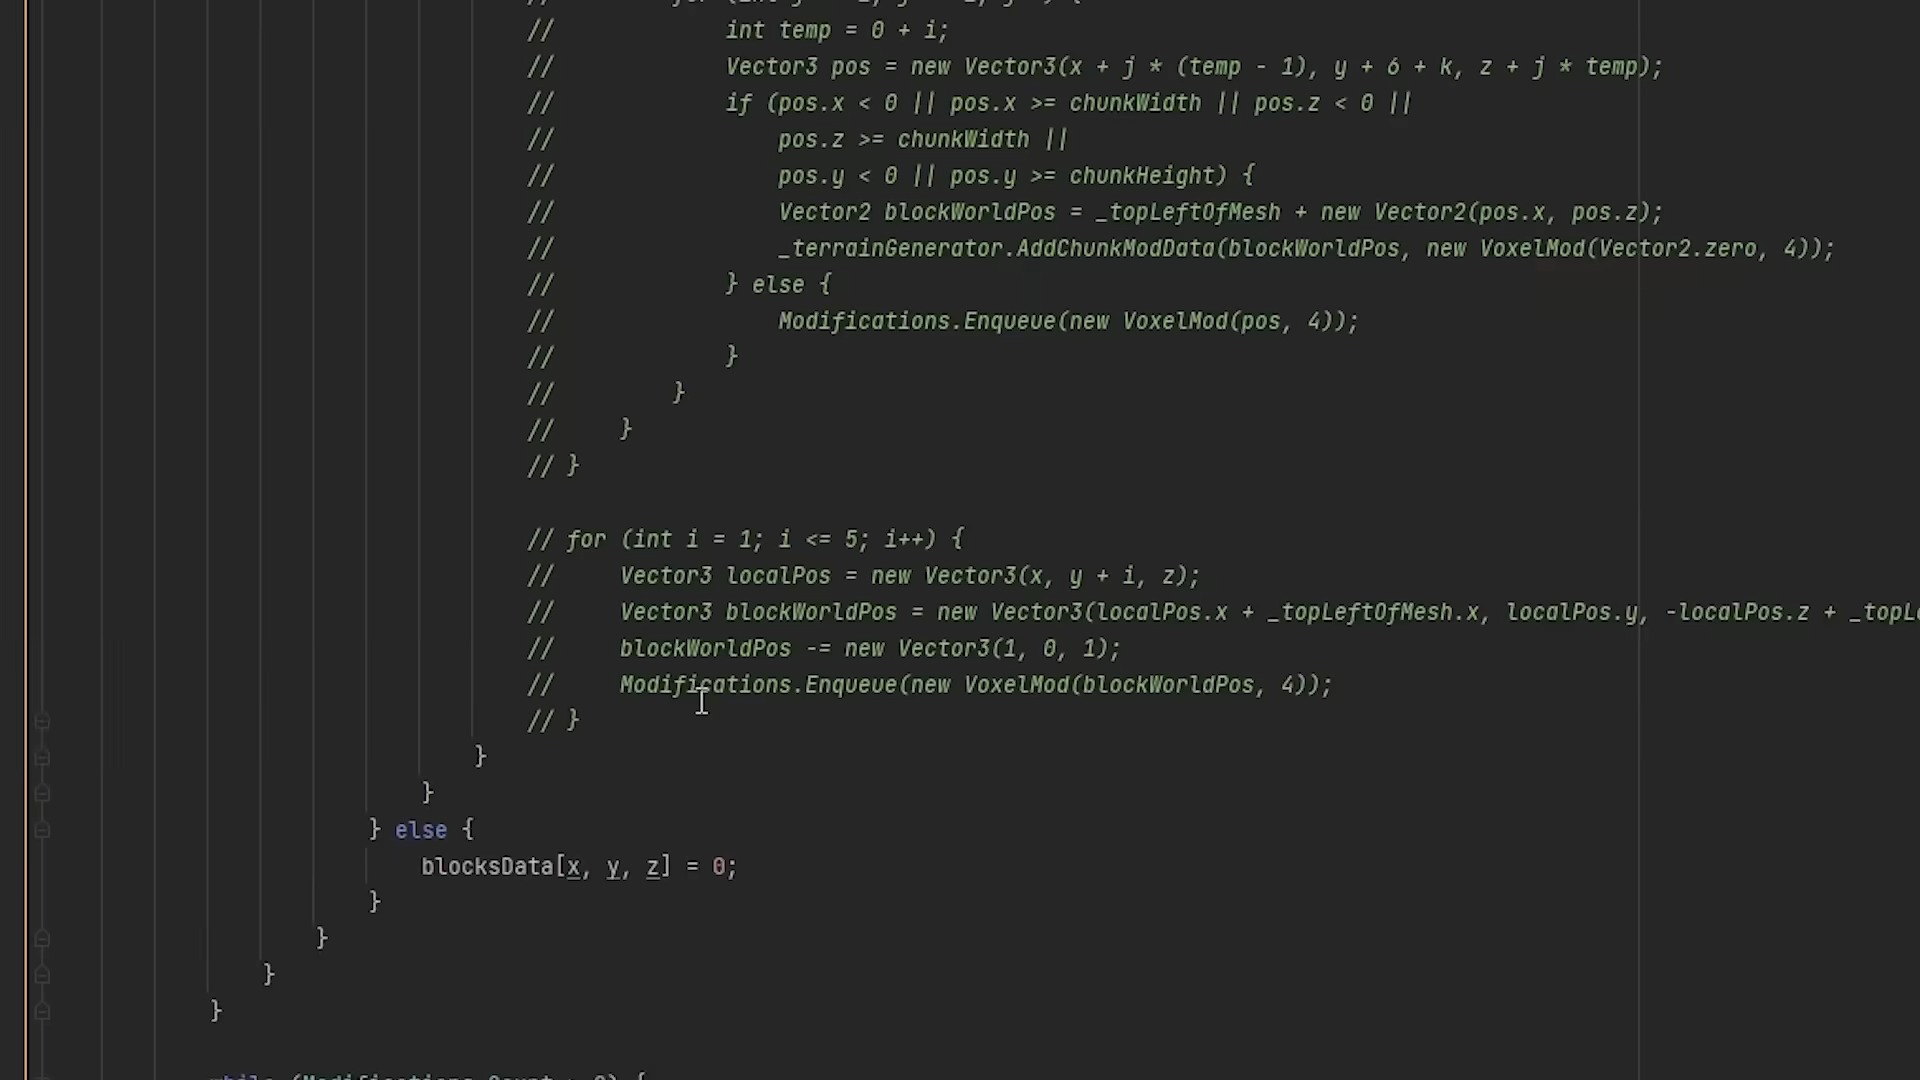 //             int temp = 0 + i;
//             Vector3 pos = new Vector3(x + j * (temp - 1), y + 6 + k, z + j * temp);
//             if (pos.x < 0 || pos.x >= chunkWidth || pos.z < 0 ||
//                 pos.z >= chunkWidth ||
//                 pos.y < 0 || pos.y >= chunkHeight) {
//                 Vector2 blockWorldPos = _topLeftOfMesh + new Vector2(pos.x, pos.z);
//                 _terrainGenerator.AddChunkModData(blockWorldPos, new VoxelMod(Vector2.zero, 4));
//             } else {
//                 Modifications.Enqueue(new VoxelMod(pos, 4));
//             }
//         }
//     }
// }
// for (int i = 1; i <= 5; i++) {
//     Vector3 localPos = new Vector3(x, y + i, z);
//     Vector3 blockWorldPos = new Vector3(localPos.x + _topLeftOfMesh.x, localPos.y, -localPos.z + _topLe
//     blockWorldPos -= new Vector3(1, 0, 1);
//     Modifications.Enqueue(new VoxelMod(blockWorldPos, 4));
// }
}
}
} else {
blocksData[x, y, z] = 0;
}
}
}
}